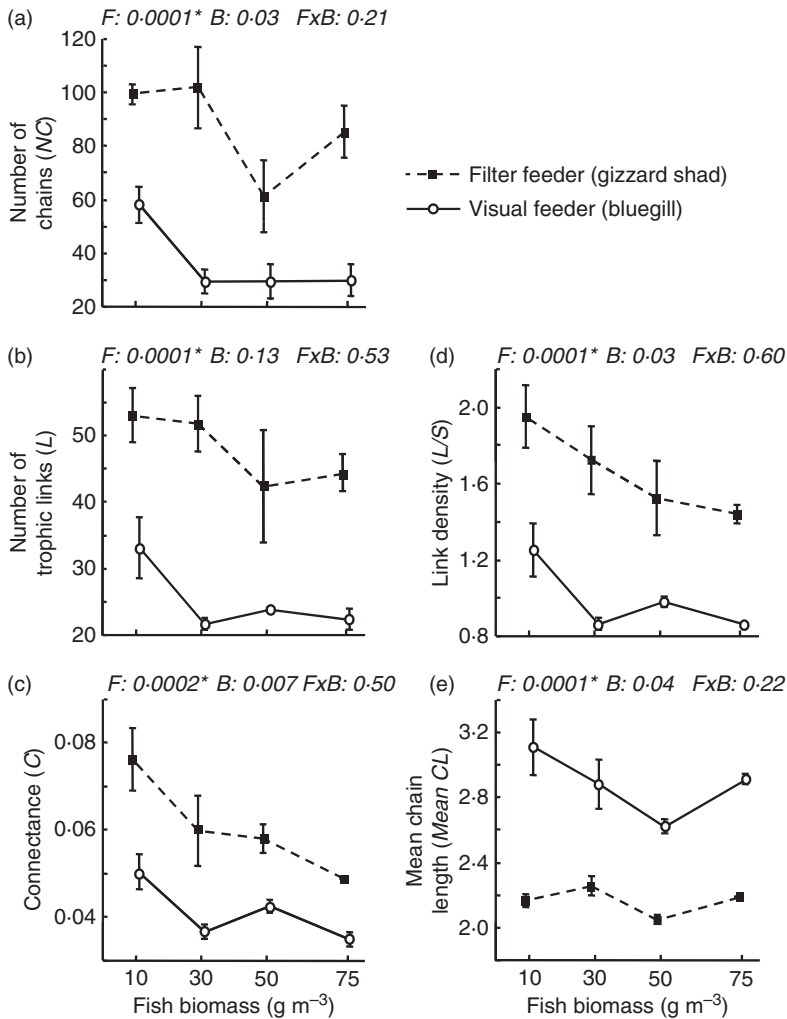 (a) F: 0·0001* B: 0·03 FxB: 0·21
120
100
80
60
40
20
Number of
chains (NC)
Filter feeder (gizzard shad)
Visual feeder (bluegill)
(b) F: 0·0001* B: 0·13 FxB: 0·53
50
40
30
20
Number of
trophic links (L)
(d) F: 0·0001* B: 0·03 FxB: 0·60
2·0
1·6
1·2
0·8
Link density (L/S)
(c) F: 0·0002* B: 0·007 FxB: 0·50
0·08
0·06
0·04
Connectance (C)
10 30 50 75
Fish biomass (g m⁻³)
(e) F: 0·0001* B: 0·04 FxB: 0·22
3·2
2·8
2·4
2·0
Mean chain
length (Mean CL)
10 30 50 75
Fish biomass (g m⁻³)